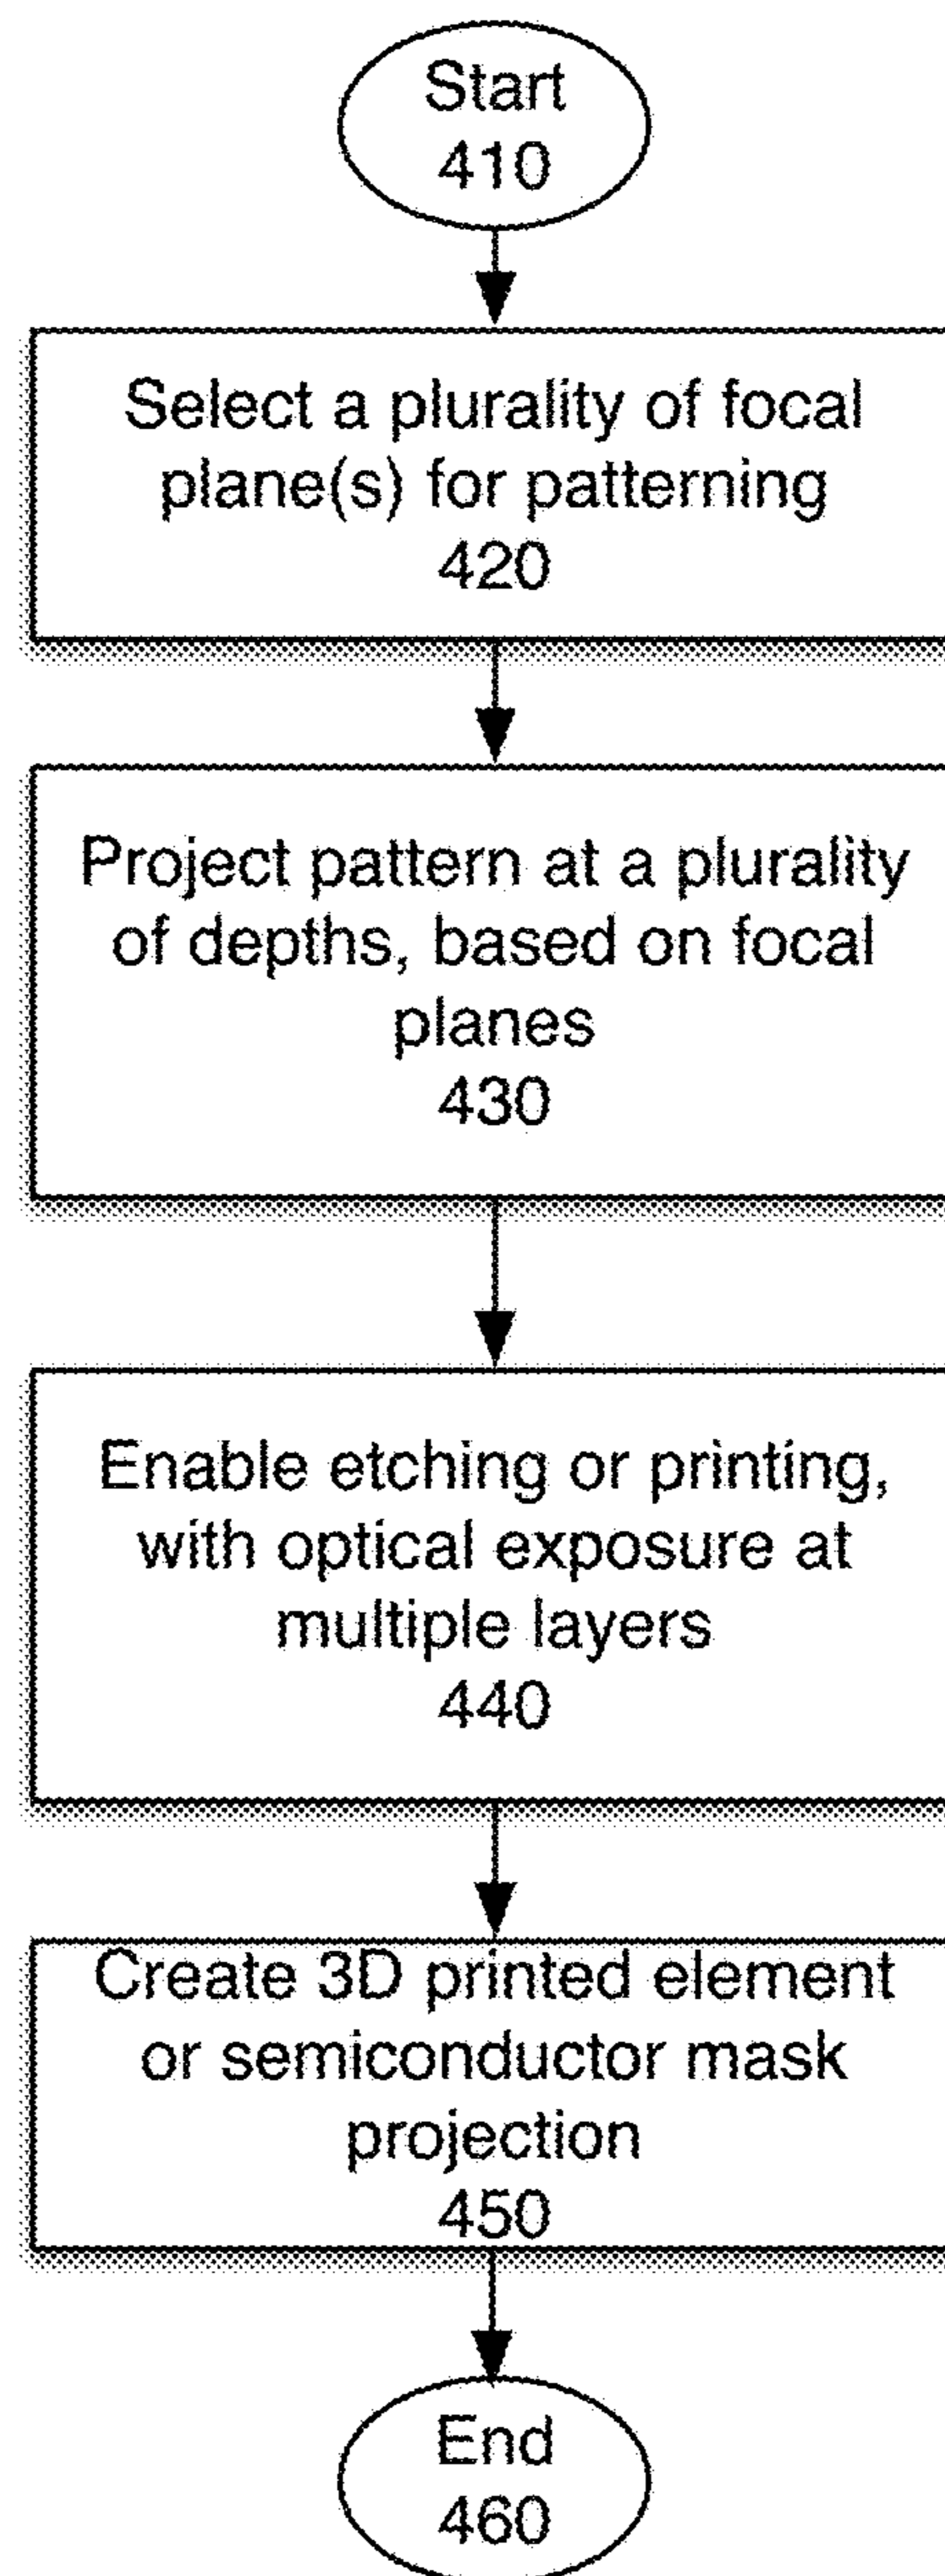 Start
410
Select a plurality of focal
plane(s) for patterning
420
Project pattern at a plurality
of depths, based on focal
planes
430
Enable etching or printing,
with optical exposure at
multiple layers
440
Create 3D printed element
or semiconductor mask
projection
450
End
460